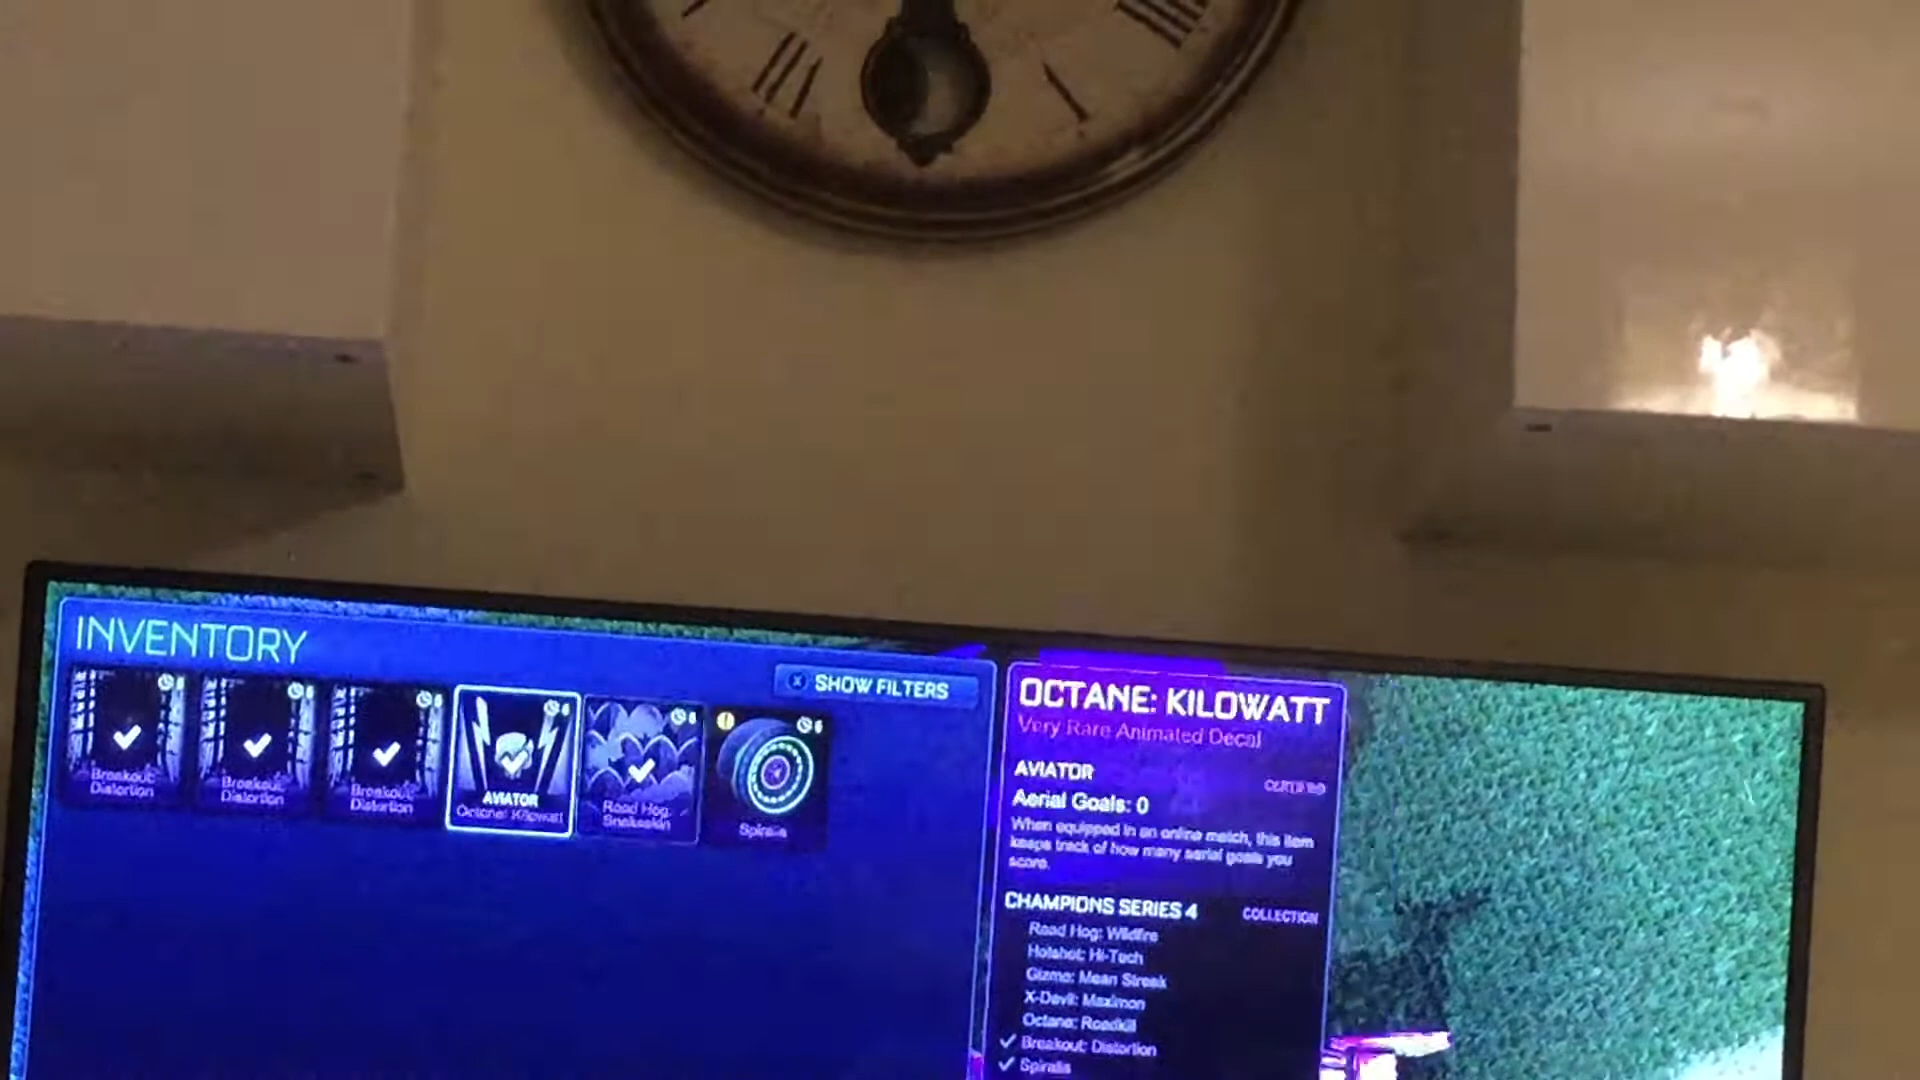 INVENTORY
X SHOW FILTERS
Breakout:
Distortion
Breakout:
Distortion
Breakout:
Distortion
AVIATOR
Octane: Kilowatt
Road Hog:
Snakeskin
Spiralis
OCTANE: KILOWATT
Very Rare Animated Decal
AVIATOR
CERTIFIED
Aerial Goals: 0
When equipped in an online match, this item
keeps track of how many aerial goals you
score.
CHAMPIONS SERIES 4
COLLECTION
Road Hog: Wildfire
Hotshot: Hi-Tech
Gizmo: Mean Streak
X-Devil: Maximon
Octane: Roadkill
Breakout: Distortion
Spiralis